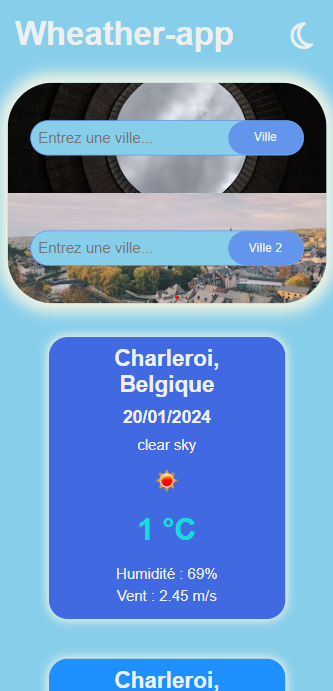 Wheather-app
Entrez une ville...
Ville
Entrez une ville...
Ville 2
Charleroi,
Belgique
20/01/2024
clear sky
1 °C
Humidité : 69%
Vent : 2.45 m/s
Charleroi,